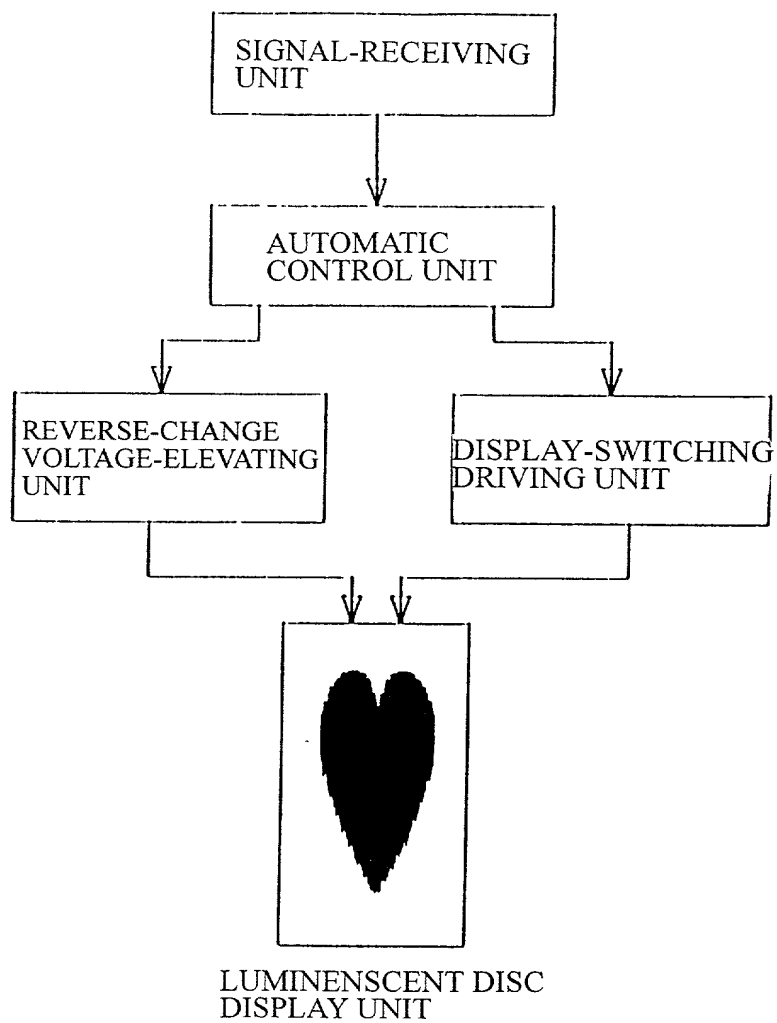 SIGNAL-RECEIVING
UNIT
AUTOMATIC
CONTROL UNIT
REVERSE-CHANGE
VOLTAGE-ELEVATING
UNIT
DISPLAY-SWITCHING
DRIVING UNIT
LUMINENSCENT DISC
DISPLAY UNIT